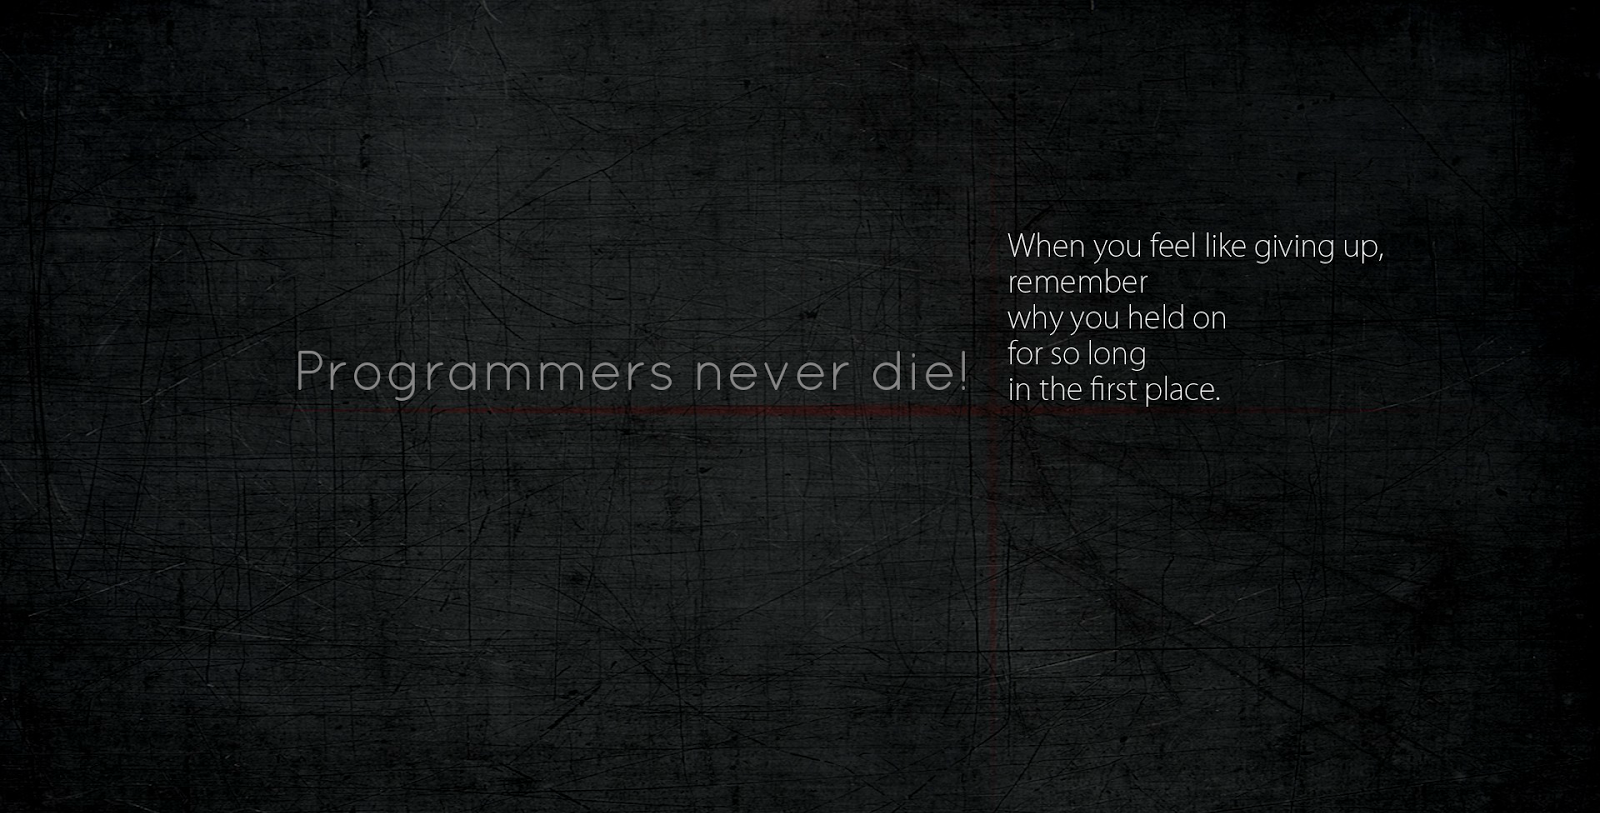 Programmers never die!
When you feel like giving up,
remember
why you held on
for so long
in the first place.